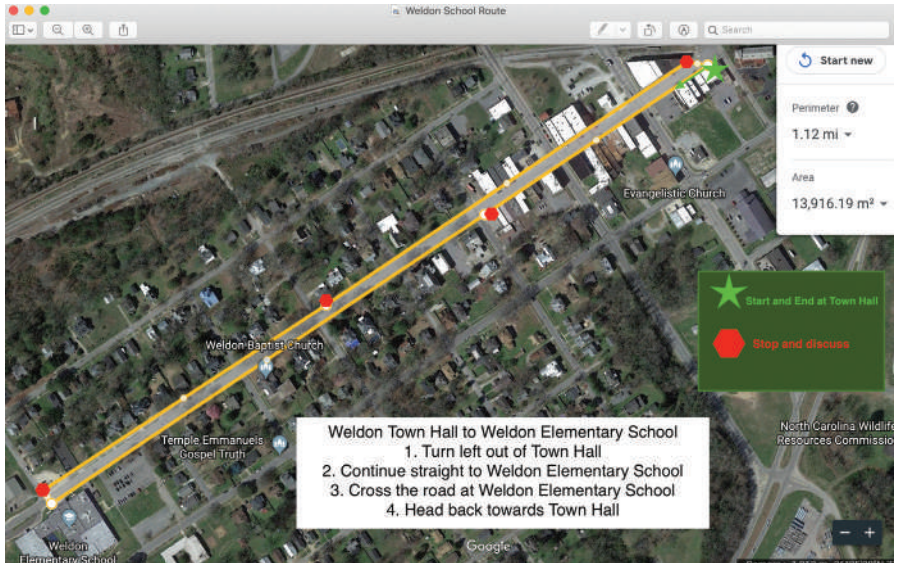 Weldon School Route
Search
Start new
Perimeter
1.12 mi
Area
13,916.19 m²
Evangelistic Church
Start and End at Town Hall
Stop and discuss
Weldon Baptist Church
Temple Emmanuels
Gospel Truth
North Carolina Wildlife
Resources Commissio
Weldon Town Hall to Weldon Elementary School
1. Turn left out of Town Hall
2. Continue straight to Weldon Elementary School
3. Cross the road at Weldon Elementary School
4. Head back towards Town Hall
Weldon
Elementary School
Google